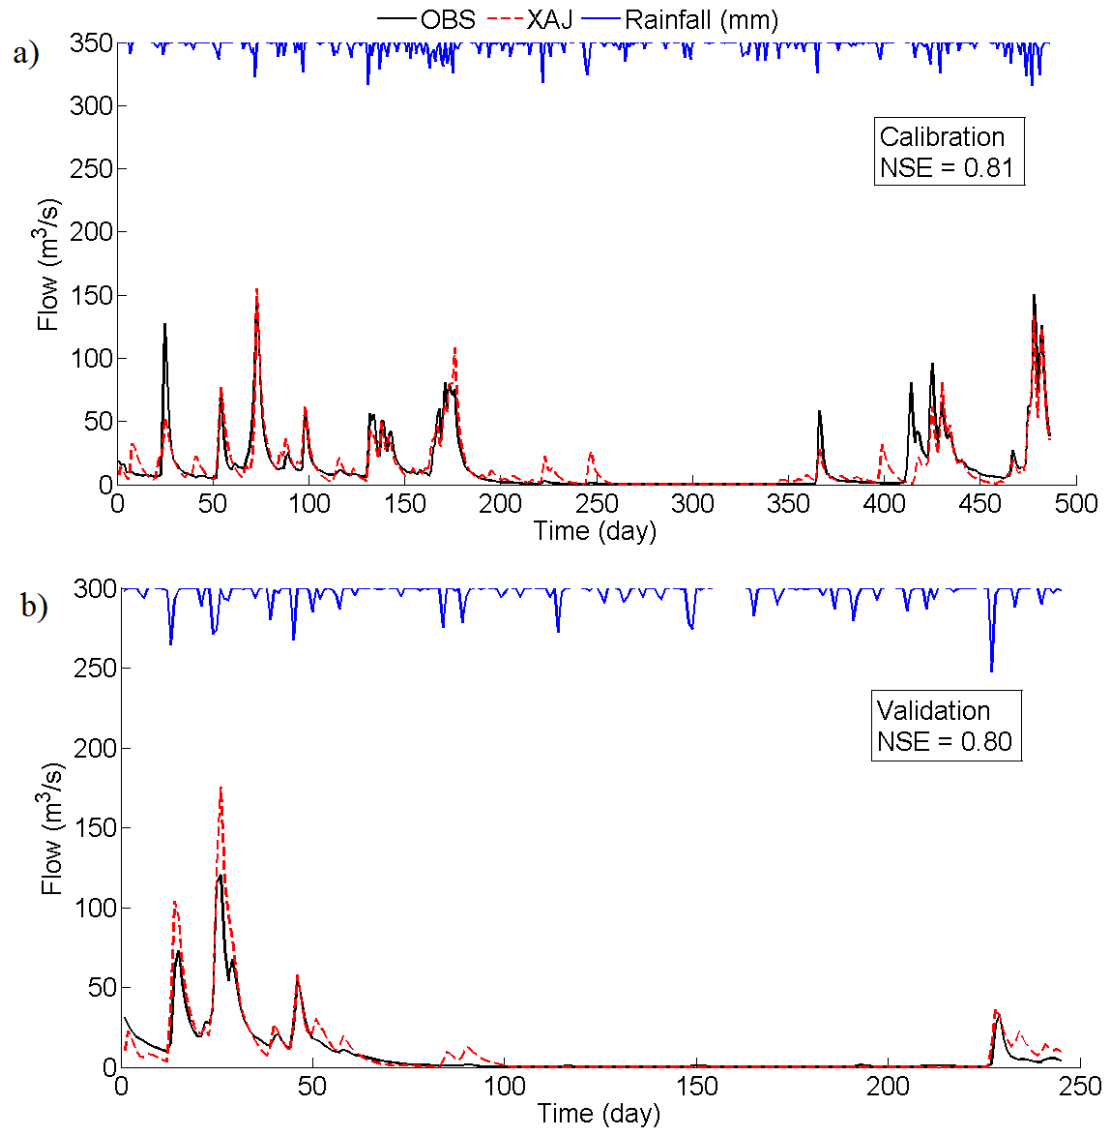 OBS XAJ Rainfall (mm)
a)
350
300
250
200
150
100
50
0
Flow (m³/s)
Calibration
NSE = 0.81
0 50 100 150 200 250 300 350 400 450 500
Time (day)
b)
300
250
200
150
100
50
0
Flow (m³/s)
Validation
NSE = 0.80
0 50 100 150 200 250
Time (day)